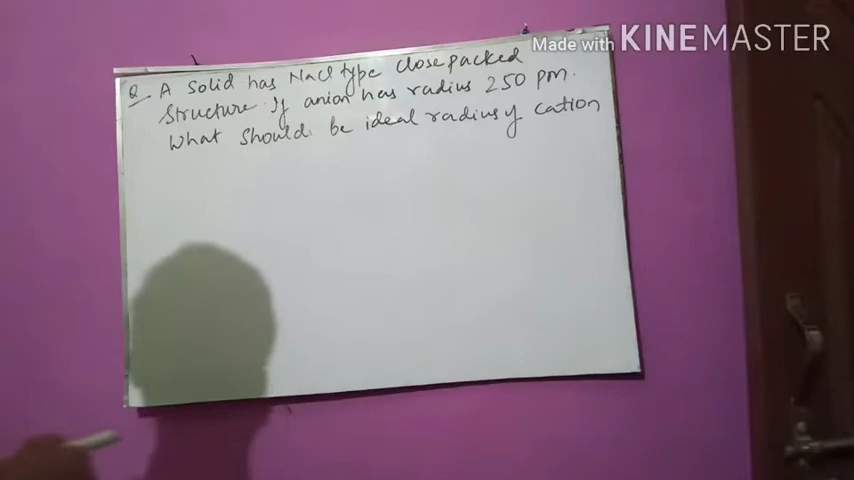 Made with KINEMASTER
Q A Solid has NaCl type close packed
Structure. If anion has radius 250 pm.
What should be ideal radius of cation